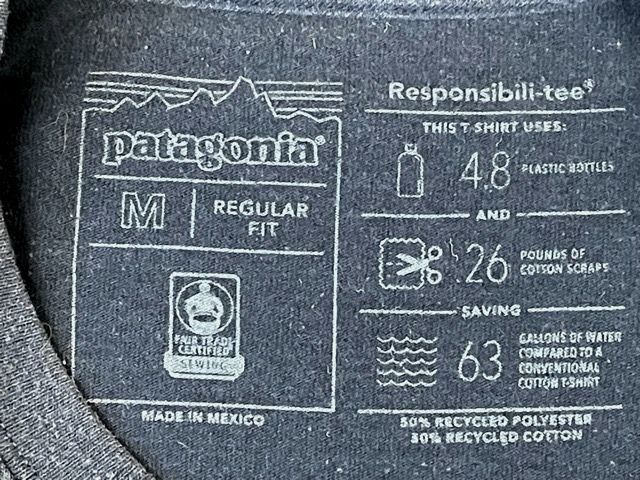 patagonia®
M
REGULAR
FIT
FAIR TRADE
CERTIFIED
SEWING
MADE IN MEXICO
Responsibili-tee®
THIS T-SHIRT USES:
4.8 PLASTIC BOTTLES
AND
.26 POUNDS OF
COTTON SCRAPS
SAVING
63 GALLONS OF WATER
COMPARED TO A
CONVENTIONAL
COTTON T-SHIRT
50% RECYCLED POLYESTER
50% RECYCLED COTTON